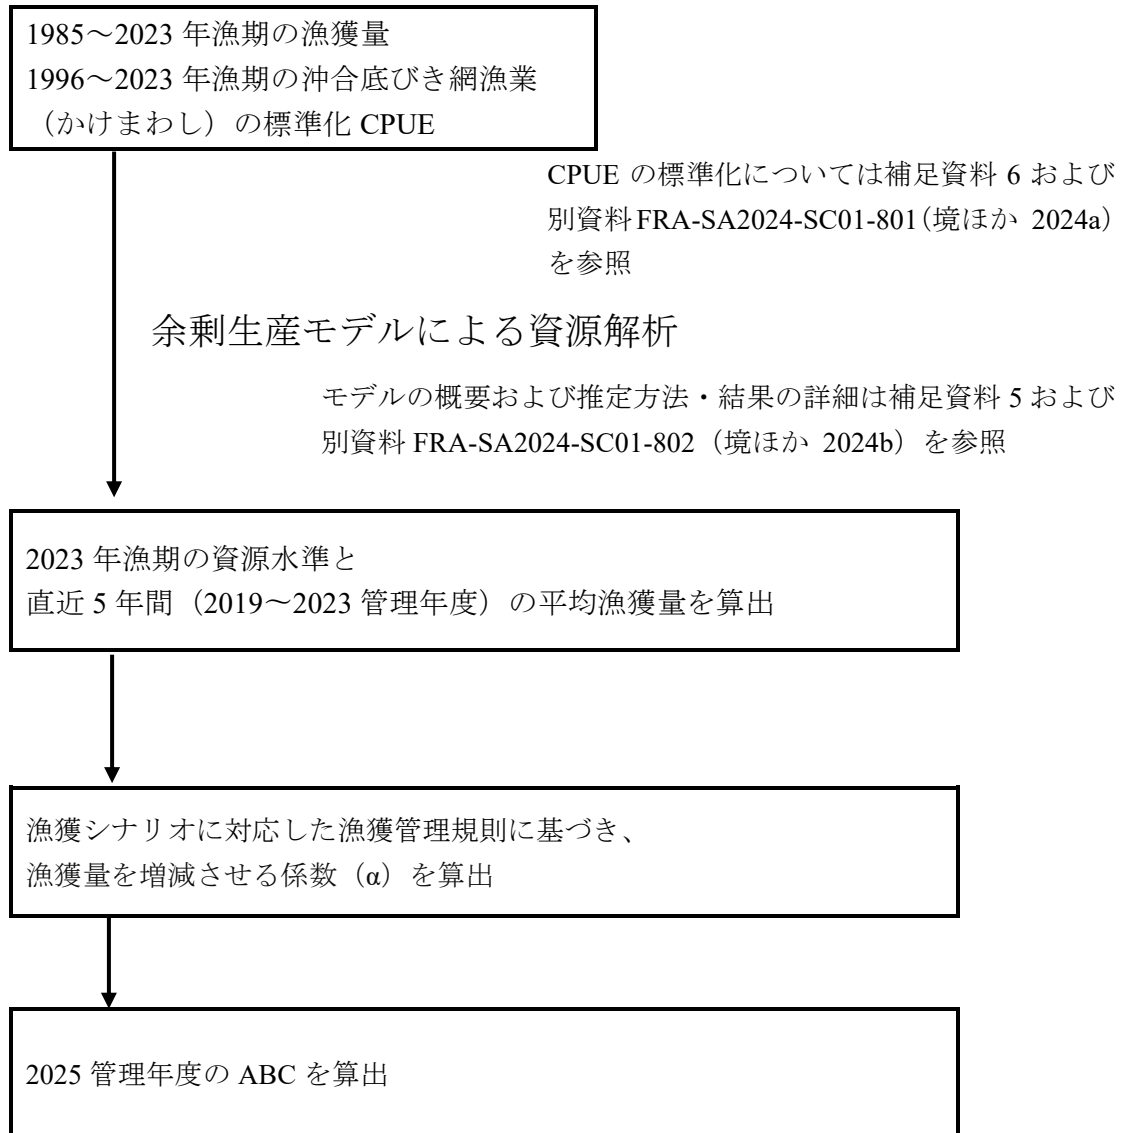 1985～2023 年漁期の漁獲量
1996～2023 年漁期の沖合底びき網漁業
（かけまわし）の標準化 CPUE
CPUE の標準化については補足資料 6 および
別資料 FRA-SA2024-SC01-801（境ほか 2024a）
を参照
余剰生産モデルによる資源解析
モデルの概要および推定方法・結果の詳細は補足資料 5 および
別資料 FRA-SA2024-SC01-802（境ほか 2024b）を参照
2023 年漁期の資源水準と
直近 5 年間（2019～2023 管理年度）の平均漁獲量を算出
漁獲シナリオに対応した漁獲管理規則に基づき、
漁獲量を増減させる係数（α）を算出
2025 管理年度の ABC を算出